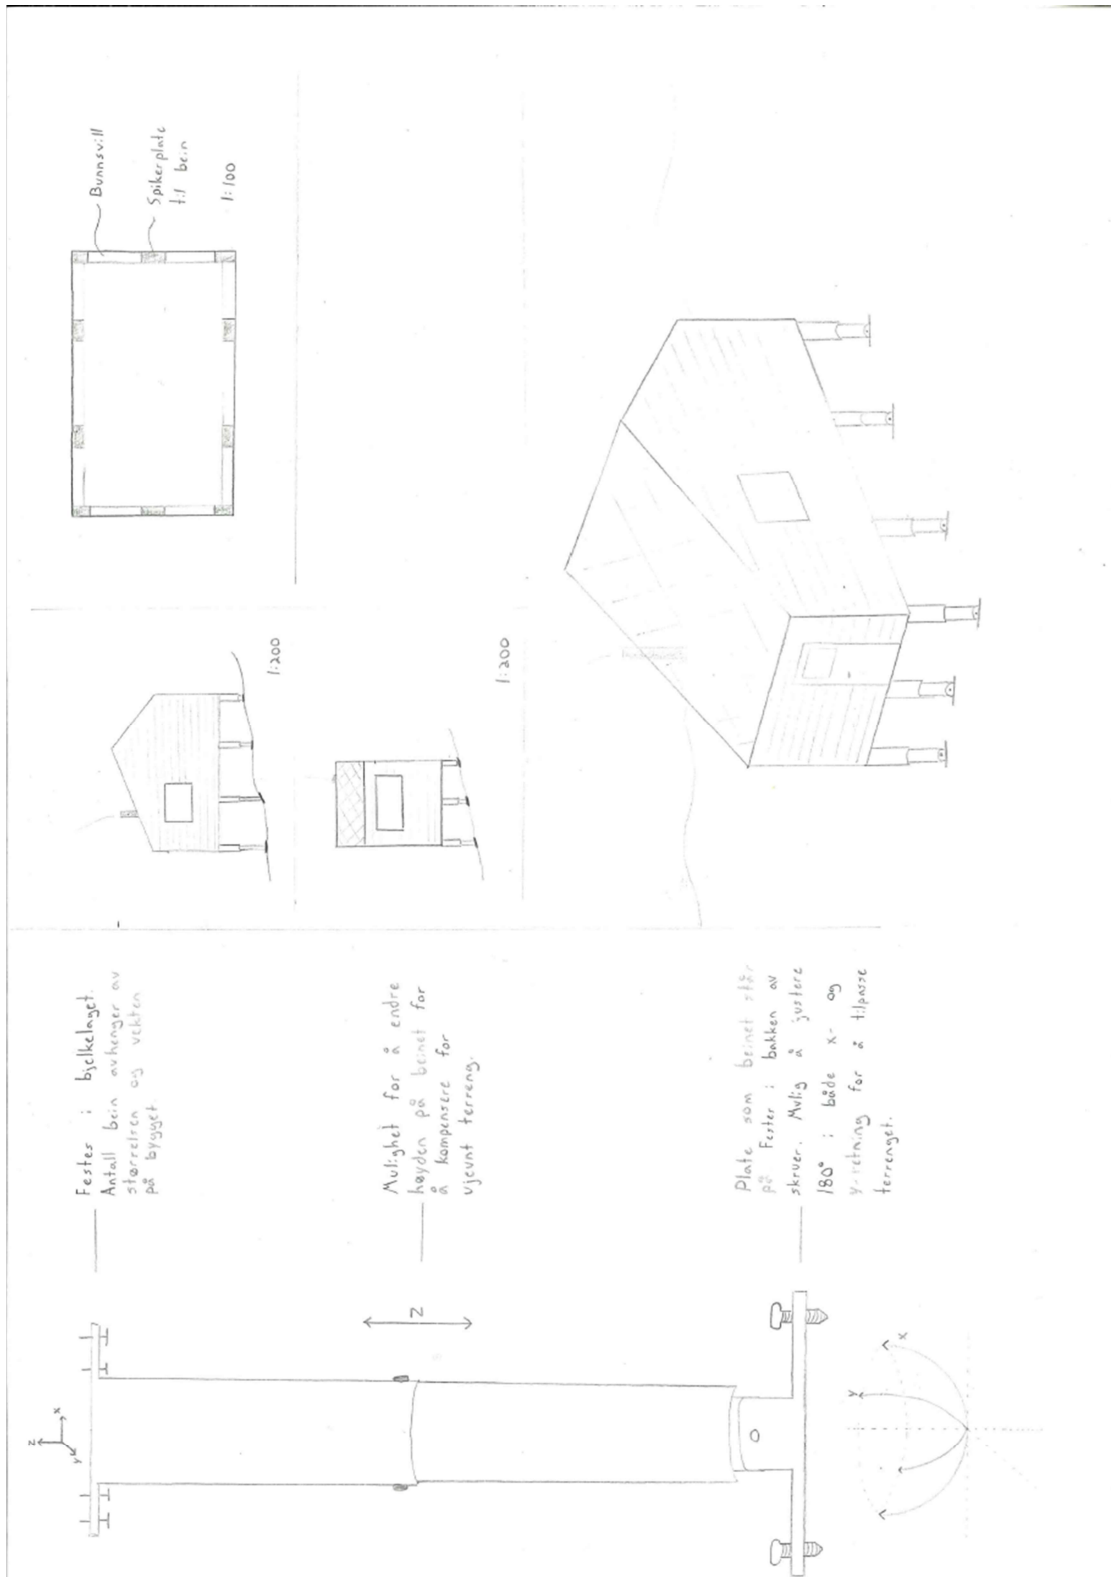 z
x
y
Festes i bjelkelaget.
Antall bein avhenger av
størrelsen og vekten
på bygget.
Z
Mulighet for å endre
høyden på beinet for
å kompensere for
ujevnt terreng.
Plate som beinet står
på. Fester i bakken av
skruer. Mulig å justere
180° i både x- og
y-retning for å tilpasse
terrenget.
y
x
1:200
1:200
Bunnsvill
Spikerplate
til bein
1:100